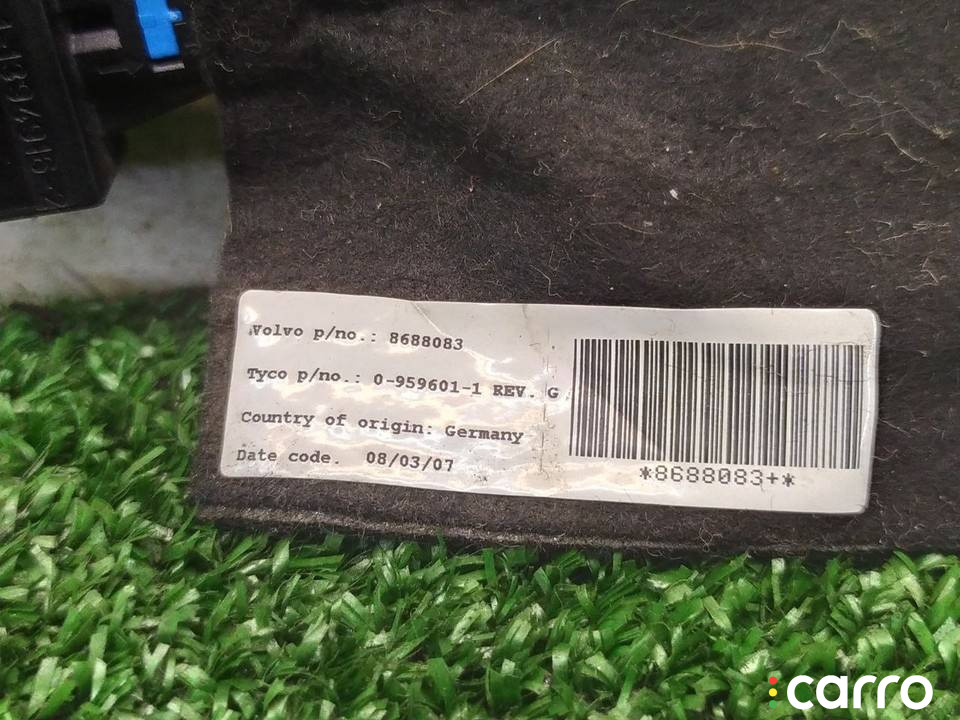 Volvo p/no.: 8688083
Tyco p/no.: 0-959601-1 REV. G
Country of origin: Germany
Date code. 08/03/07
*8688083+*
carro